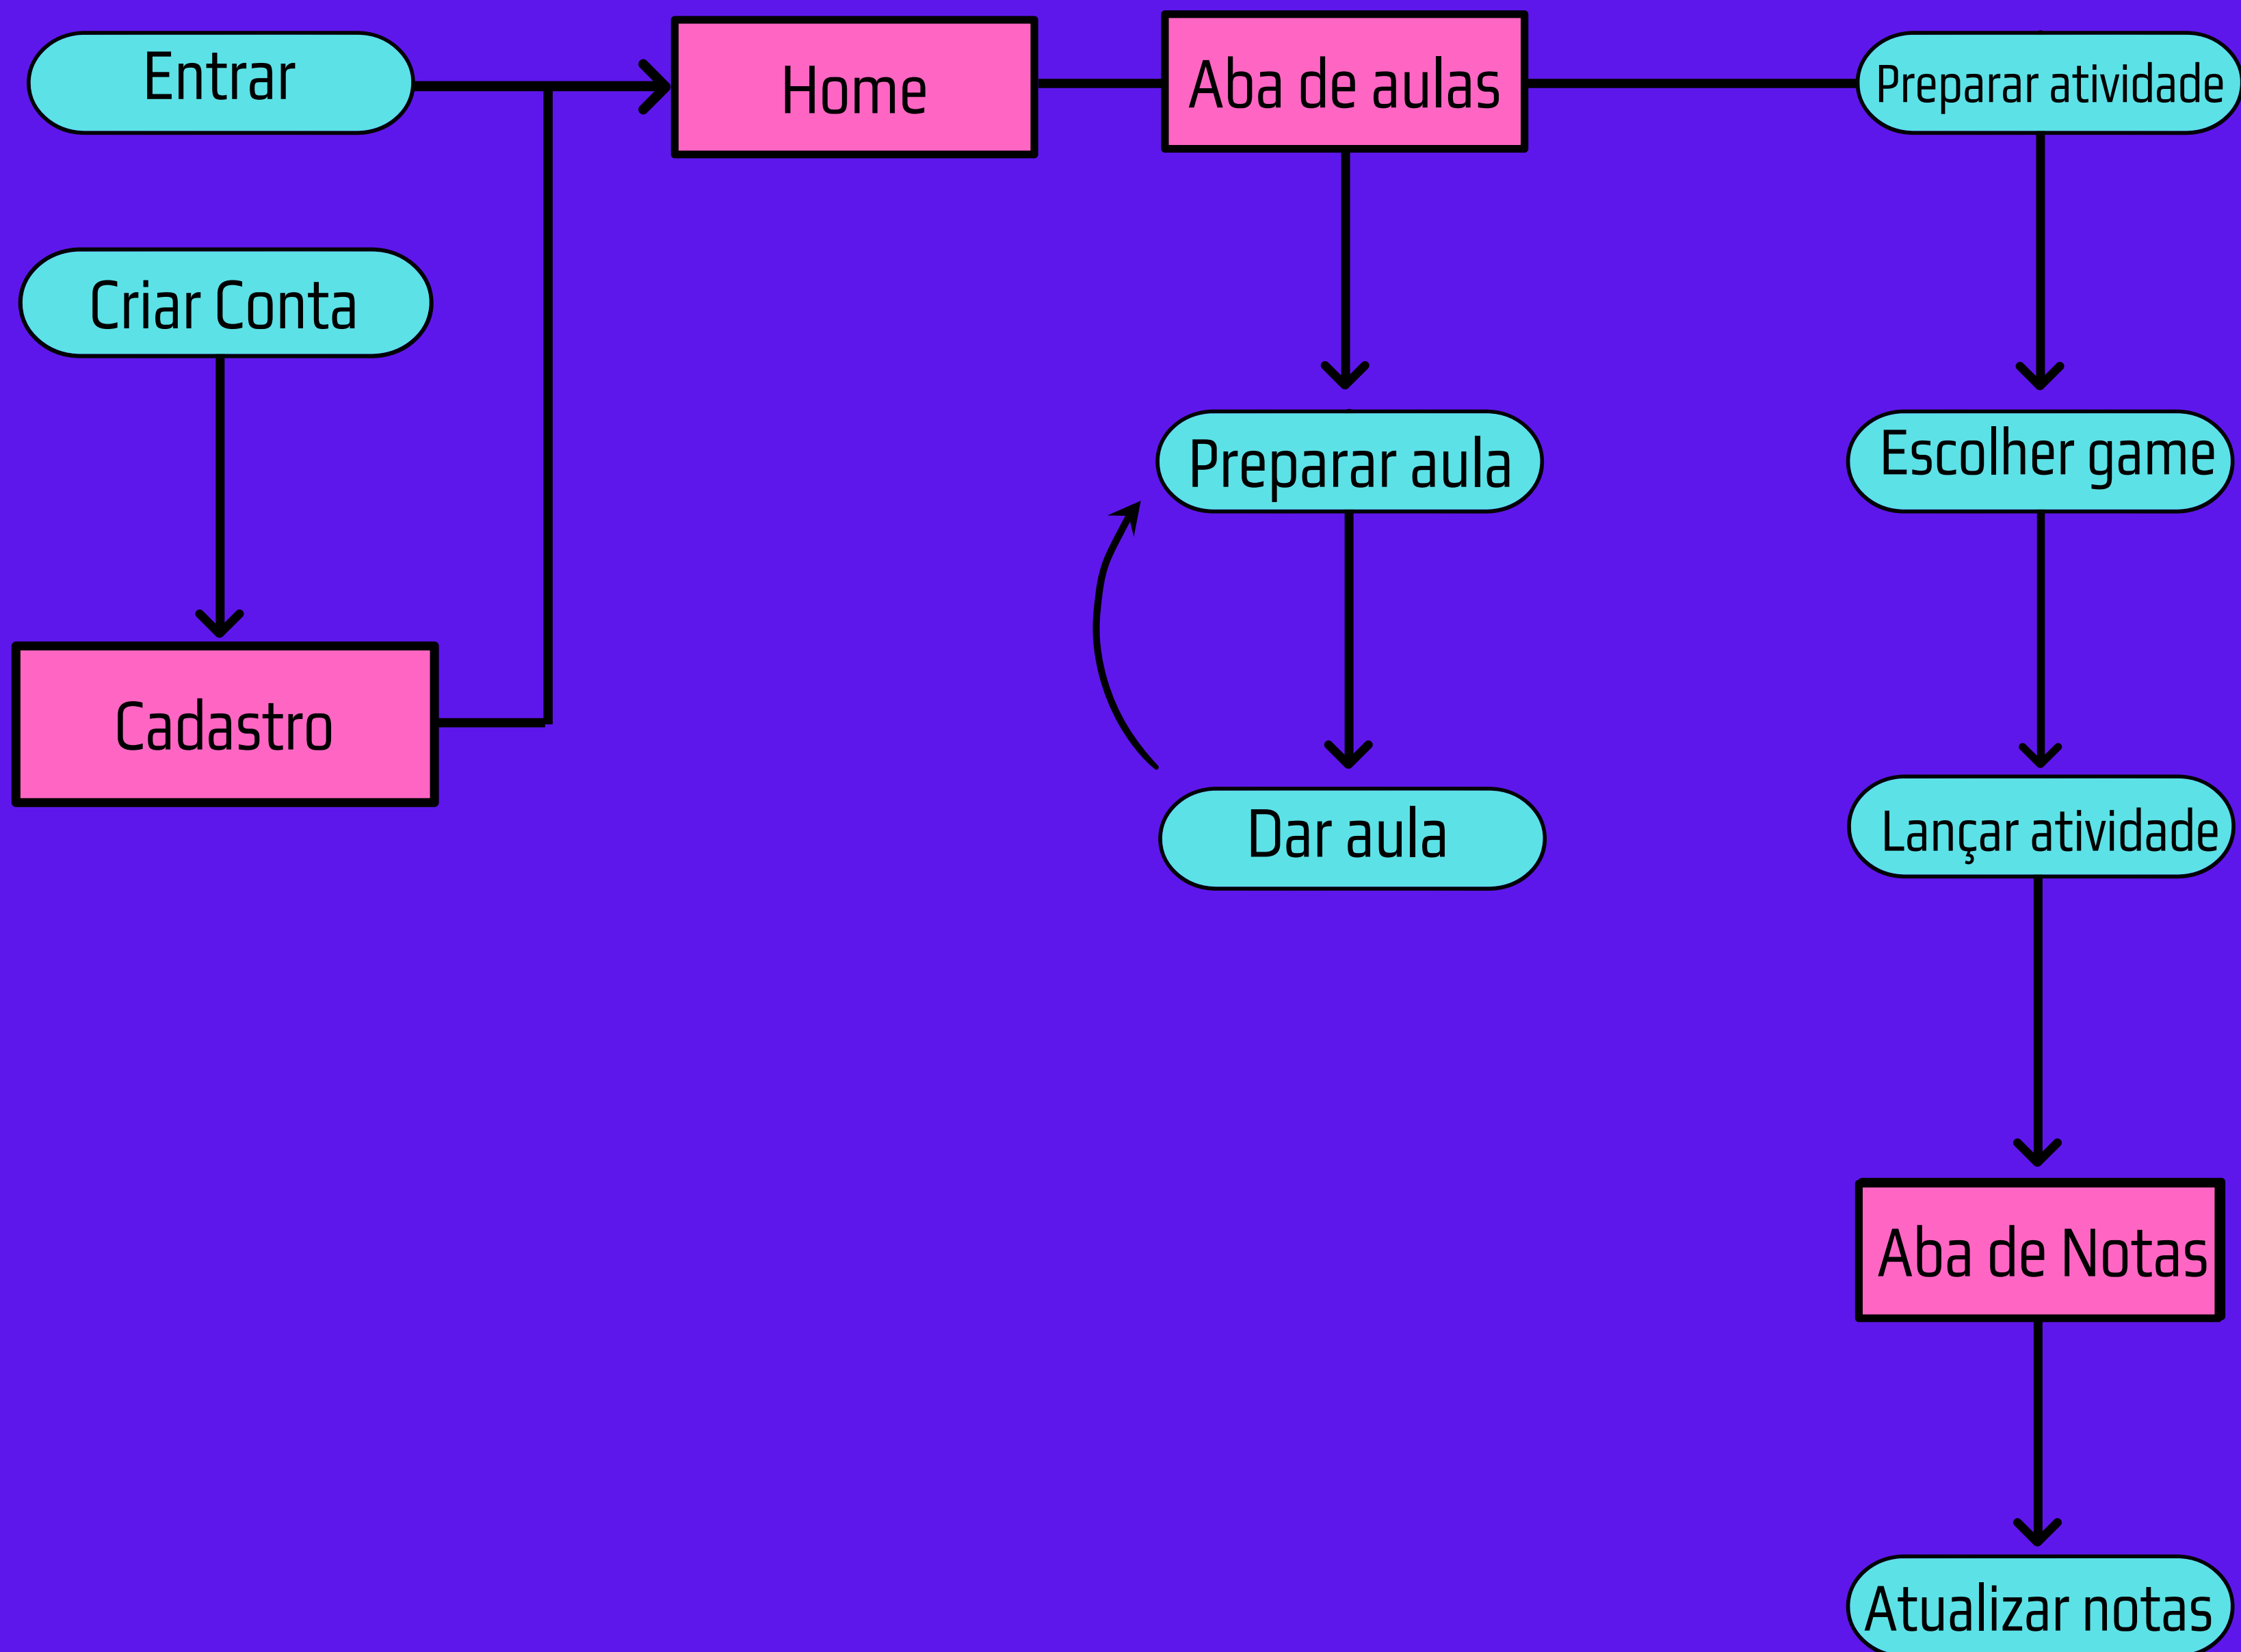 Entrar
Home
Aba de aulas
Preparar atividade
Criar Conta
Preparar aula
Escolher game
Cadastro
Dar aula
Lançar atividade
Aba de Notas
Atualizar notas